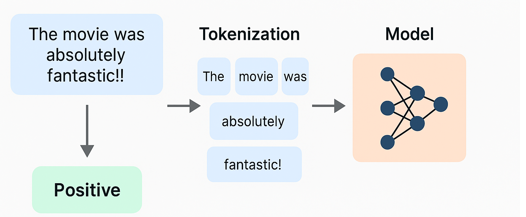 The movie was
absolutely
fantastic!!
Positive
Tokenization
The movie was
absolutely
fantastic!
Model